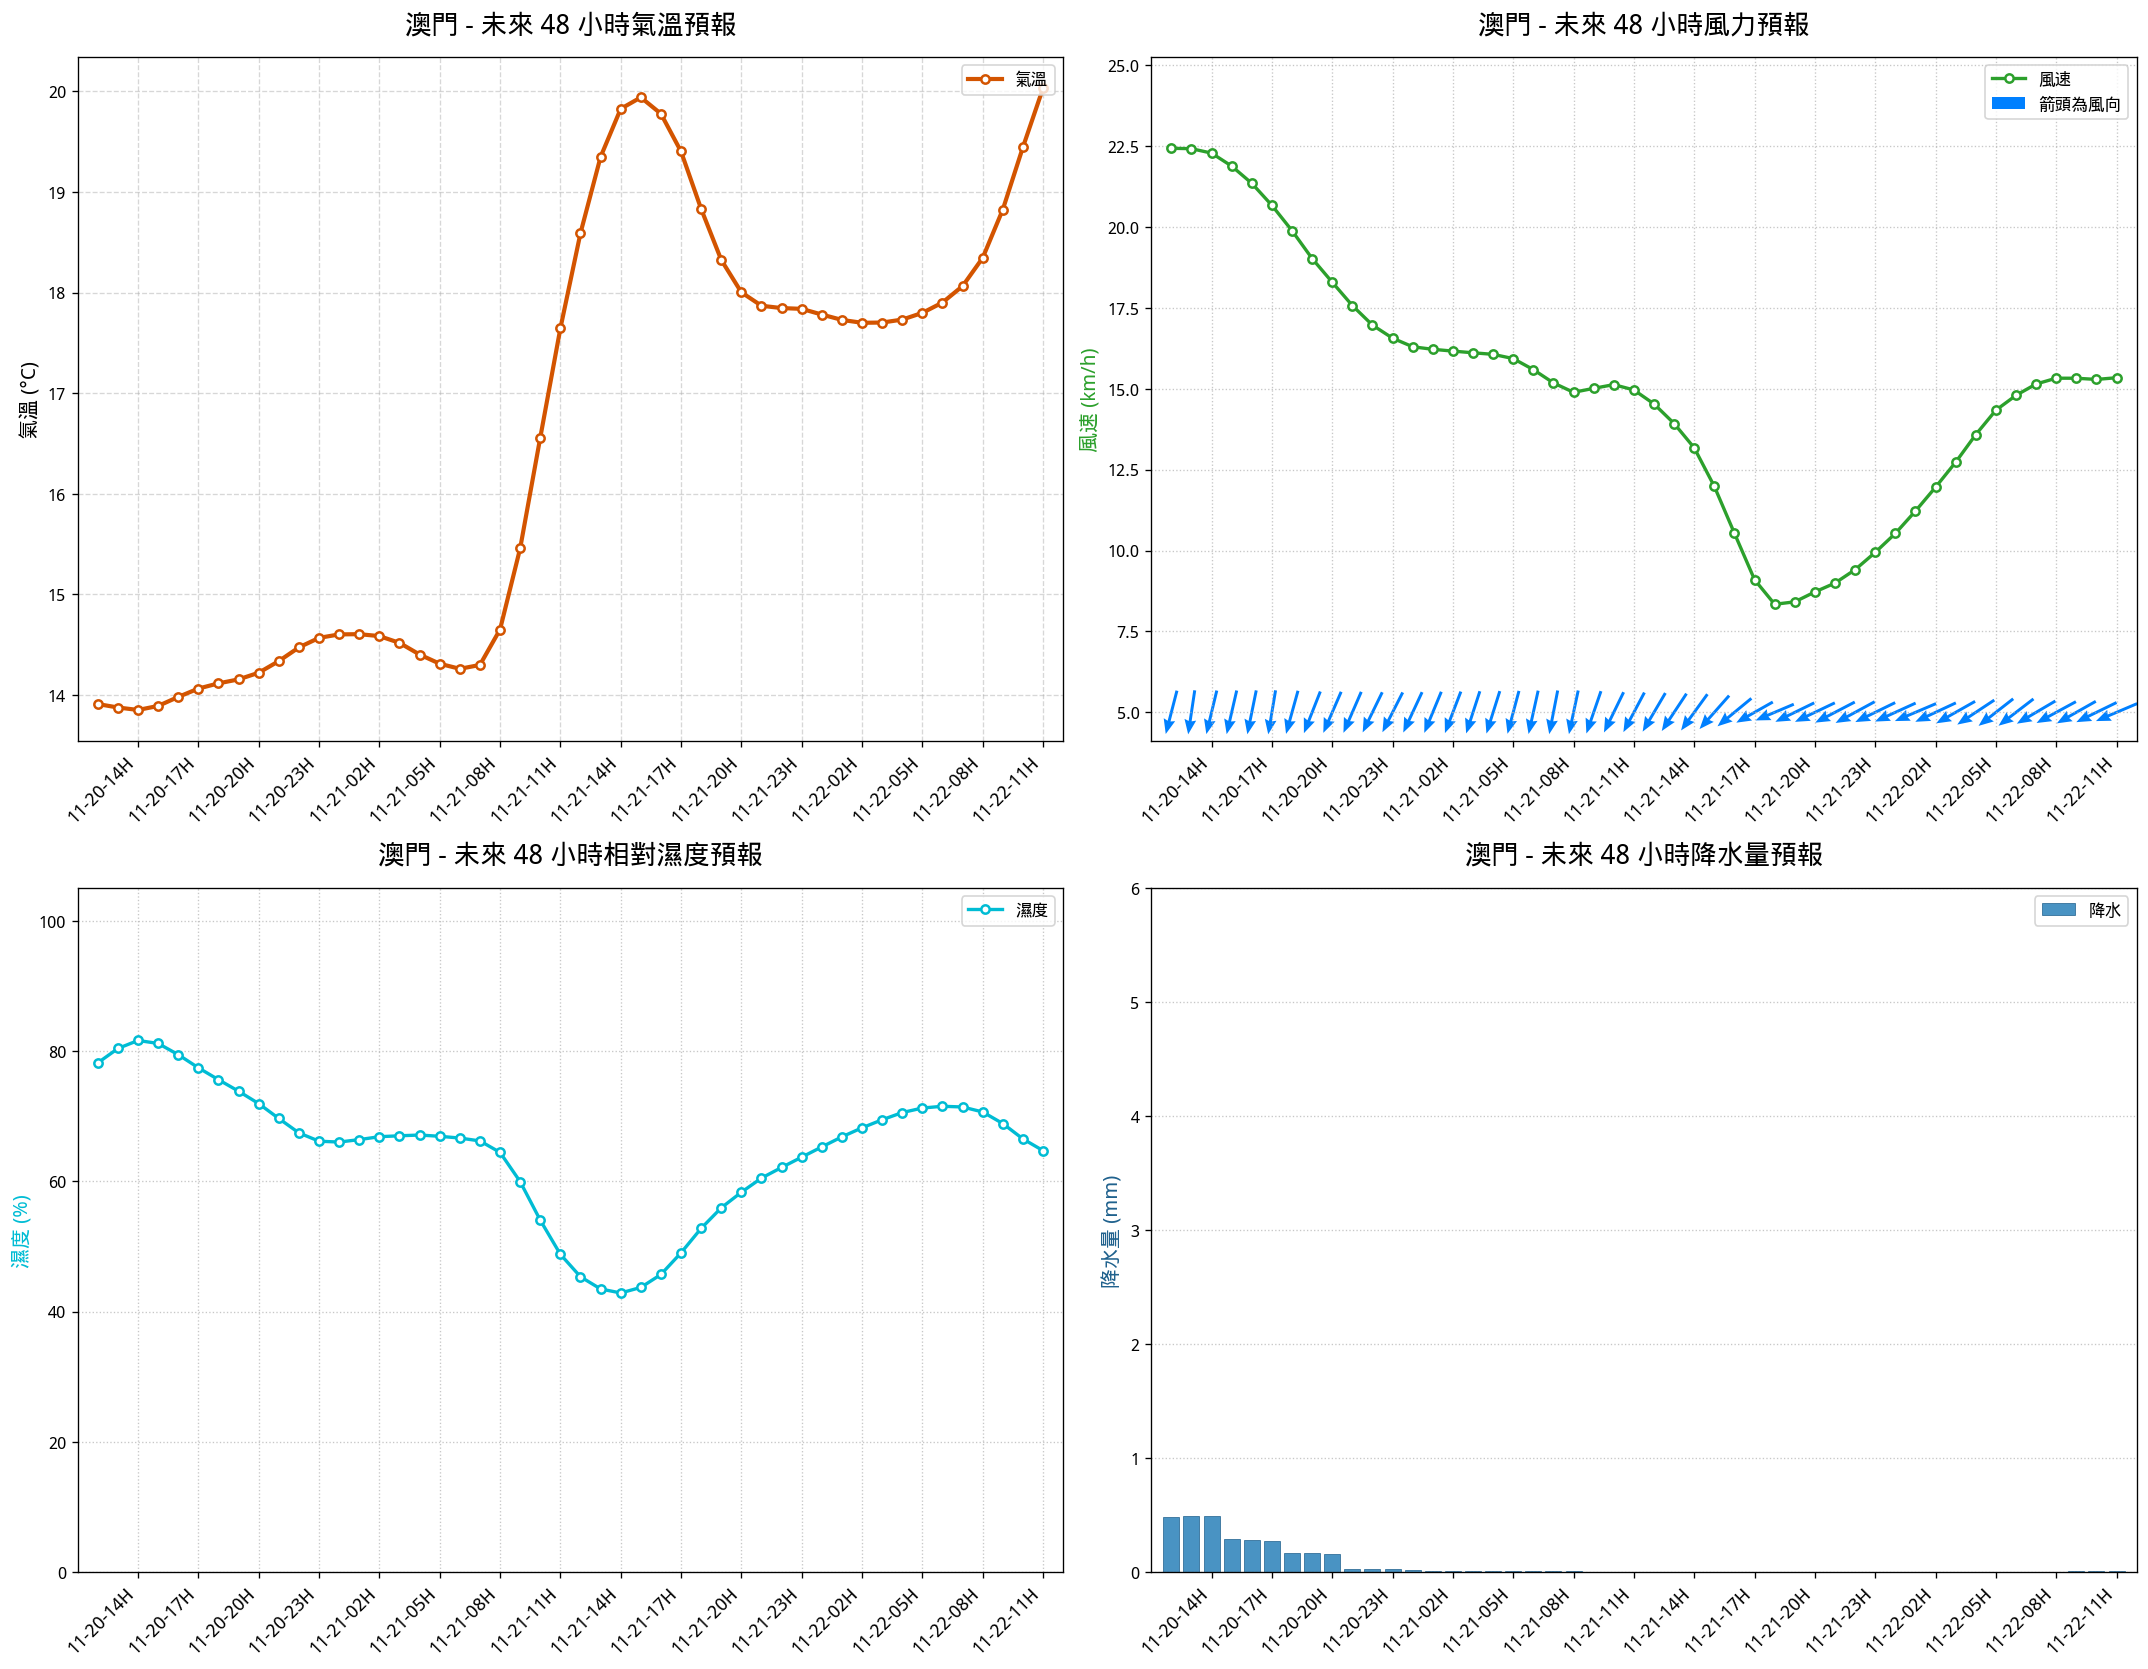 澳門 - 未來 48 小時氣溫預報
氣溫
氣溫 (°C)
20
19
18
17
16
15
14
11-20-14H
11-20-17H
11-20-20H
11-20-23H
11-21-02H
11-21-05H
11-21-08H
11-21-11H
11-21-14H
11-21-17H
11-21-20H
11-21-23H
11-22-02H
11-22-05H
11-22-08H
11-22-11H
澳門 - 未來 48 小時風力預報
風速
箭頭為風向
風速 (km/h)
25.0
22.5
20.0
17.5
15.0
12.5
10.0
7.5
5.0
11-20-14H
11-20-17H
11-20-20H
11-20-23H
11-21-02H
11-21-05H
11-21-08H
11-21-11H
11-21-14H
11-21-17H
11-21-20H
11-21-23H
11-22-02H
11-22-05H
11-22-08H
11-22-11H
澳門 - 未來 48 小時相對濕度預報
濕度
濕度 (%)
100
80
60
40
20
0
11-20-14H
11-20-17H
11-20-20H
11-20-23H
11-21-02H
11-21-05H
11-21-08H
11-21-11H
11-21-14H
11-21-17H
11-21-20H
11-21-23H
11-22-02H
11-22-05H
11-22-08H
11-22-11H
澳門 - 未來 48 小時降水量預報
降水
降水量 (mm)
6
5
4
3
2
1
0
11-20-14H
11-20-17H
11-20-20H
11-20-23H
11-21-02H
11-21-05H
11-21-08H
11-21-11H
11-21-14H
11-21-17H
11-21-20H
11-21-23H
11-22-02H
11-22-05H
11-22-08H
11-22-11H